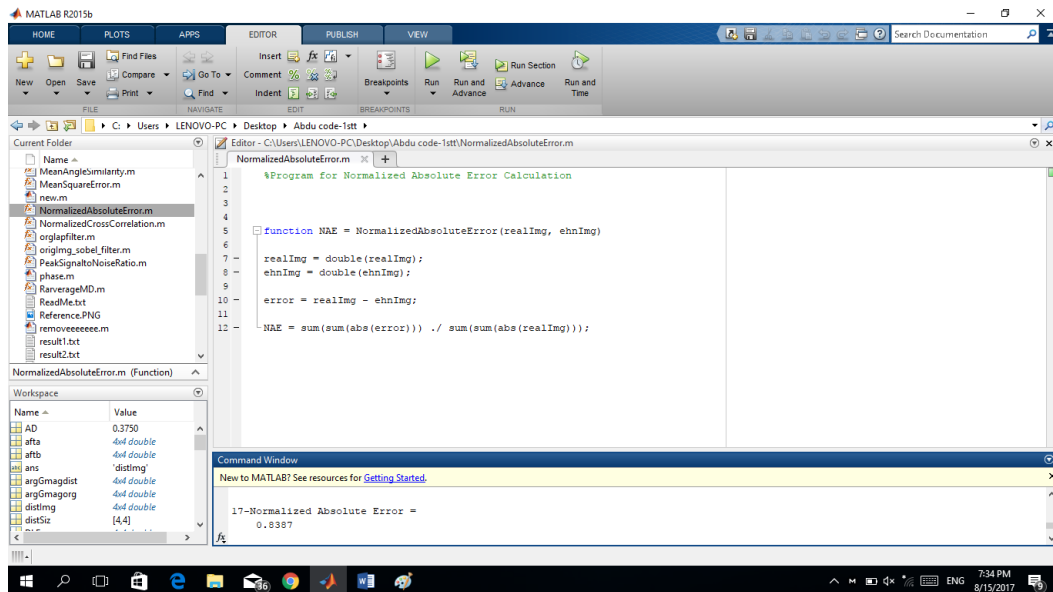 MATLAB R2015b
HOME PLOTS APPS EDITOR PUBLISH VIEW
Search Documentation
New Open Save Find Files Compare Print
Go To Find
Insert fx
Comment
Indent
Breakpoints
Run Run and Advance Run Section Advance Run and Time
FILE NAVIGATE EDIT BREAKPOINTS RUN
C: Users LENOVO-PC Desktop Abdu code-1stt
Current Folder
Name
MeanAngleSimilarity.m
MeanSquareError.m
new.m
NormalizedAbsoluteError.m
NormalizedCrossCorrelation.m
orglapfilter.m
origImg_sobel_filter.m
PeakSignaltoNoiseRatio.m
phase.m
RarverageMD.m
ReadMe.txt
Reference.PNG
removeeeeeee.m
result1.txt
result2.txt
NormalizedAbsoluteError.m (Function)
Workspace
Name Value
AD 0.3750
afta 4x4 double
aftb 4x4 double
ans 'distImg'
argGmagdist 4x4 double
argGmagorg 4x4 double
distImg 4x4 double
distSiz [4,4]
Editor - C:\Users\LENOVO-PC\Desktop\Abdu code-1stt\NormalizedAbsoluteError.m
NormalizedAbsoluteError.m
1 %Program for Normalized Absolute Error Calculation
2
3
4
5 function NAE = NormalizedAbsoluteError(realImg, ehnImg)
6
7 realImg = double(realImg);
8 ehnImg = double(ehnImg);
9
10 error = realImg - ehnImg;
11
12 NAE = sum(sum(abs(error))) ./ sum(sum(abs(realImg)));
Command Window
New to MATLAB? See resources for Getting Started.
17-Normalized Absolute Error =
0.8387
fx
36
ENG
7:34 PM
8/15/2017
9